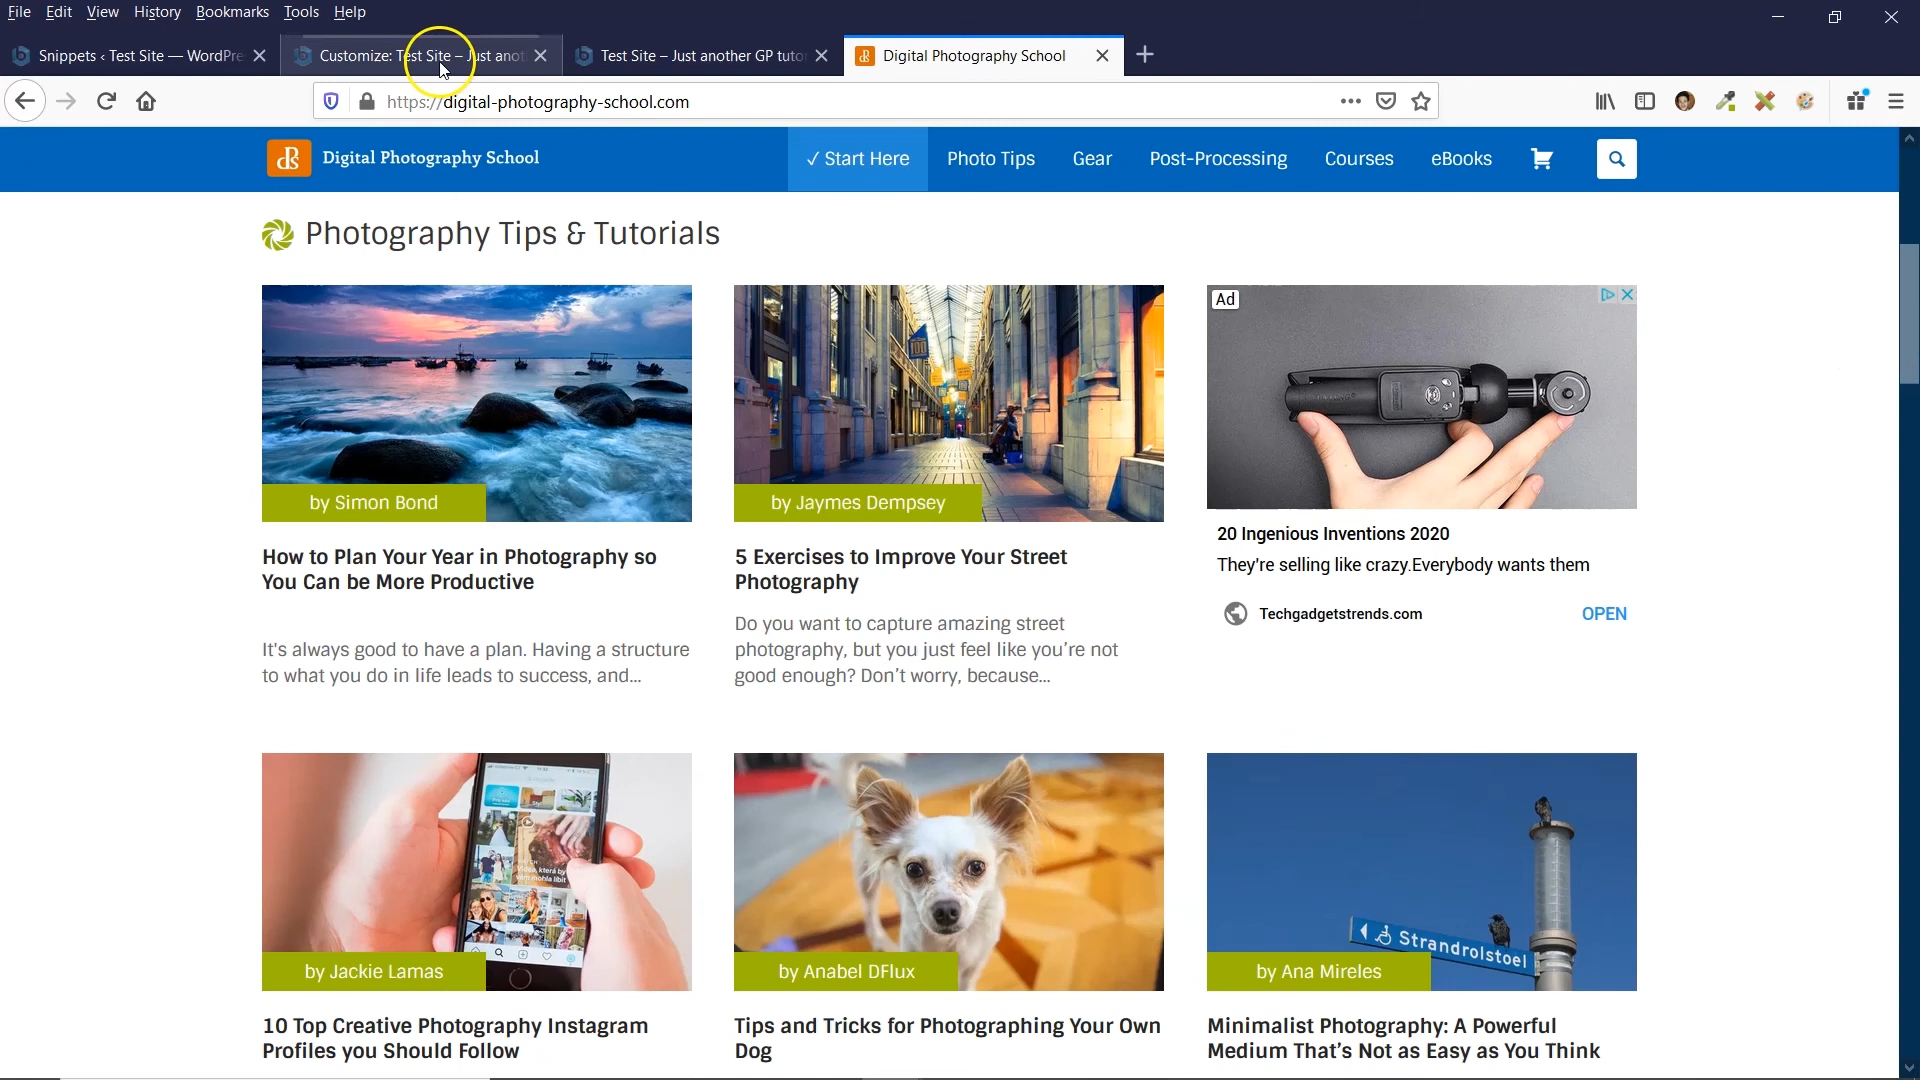 File Edit View History Bookmarks Tools Help
Snippets ‹ Test Site — WordPre
Customize: Test Site – Just anot
Test Site – Just another GP tuto
Digital Photography School
https://digital-photography-school.com
dPS Digital Photography School
✓ Start Here
Photo Tips
Gear
Post-Processing
Courses
eBooks
Photography Tips & Tutorials
by Simon Bond
How to Plan Your Year in Photography so
You Can be More Productive
It's always good to have a plan. Having a structure
to what you do in life leads to success, and...
100
by Jaymes Dempsey
5 Exercises to Improve Your Street
Photography
Do you want to capture amazing street
photography, but you just feel like you’re not
good enough? Don’t worry, because...
Ad
20 Ingenious Inventions 2020
They're selling like crazy.Everybody wants them
Techgadgetstrends.com
OPEN
by Jackie Lamas
10 Top Creative Photography Instagram
Profiles you Should Follow
by Anabel DFlux
Tips and Tricks for Photographing Your Own
Dog
Strandrolstoel
by Ana Mireles
Minimalist Photography: A Powerful
Medium That’s Not as Easy as You Think